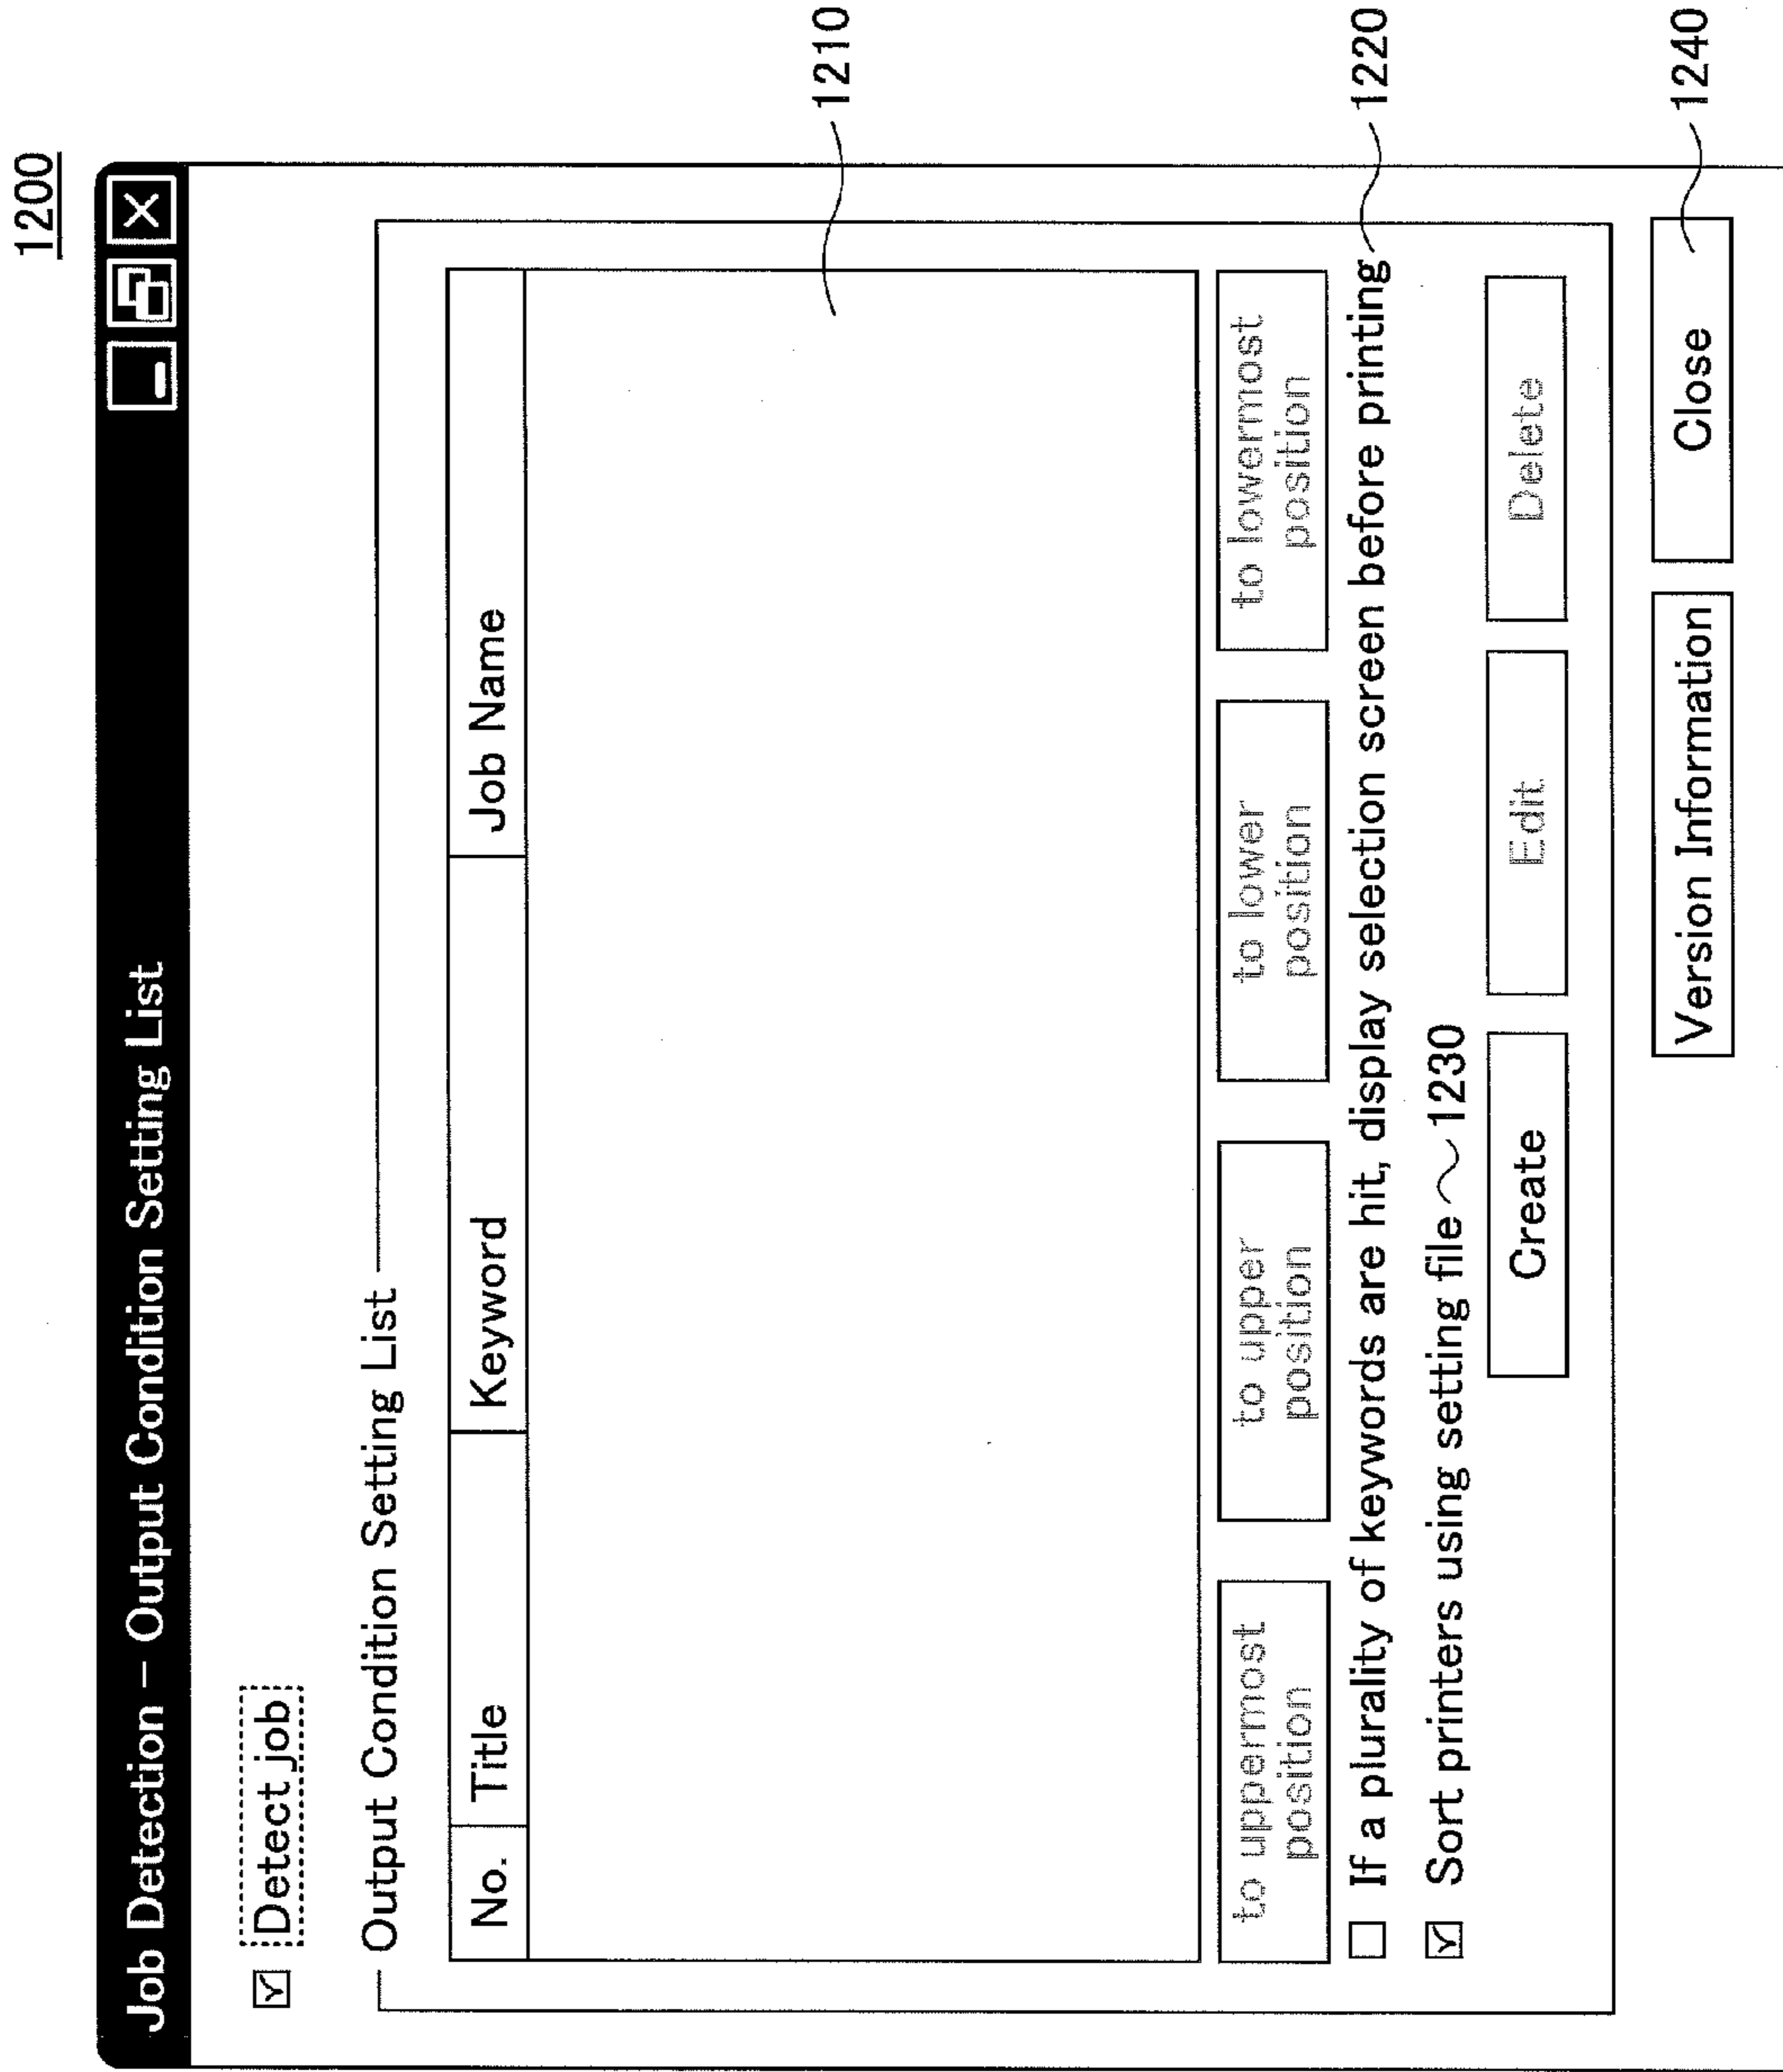 1200
Job Detection – Output Condition Setting List
Detect job
Output Condition Setting List
No. Title Keyword Job Name
1210
to uppermost position
to upper position
to lower position
to lowermost position
If a plurality of keywords are hit, display selection screen before printing 1220
Sort printers using setting file 1230
Create Edit Delete
Version Information Close 1240